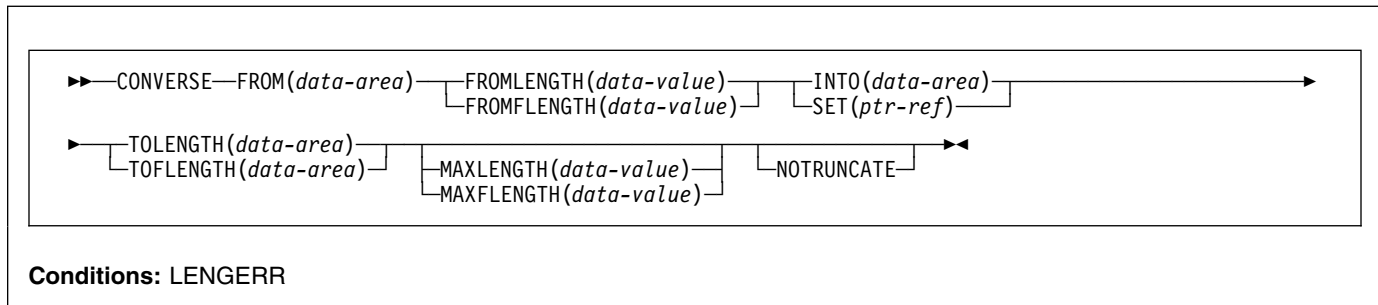 ►►──CONVERSE──FROM(data-area)──┬─FROMLENGTH(data-value)──┬──┬─INTO(data-area)─┬──►
└─FROMFLENGTH(data-value)─┘ └─SET(ptr-ref)────┘
►──┬─TOLENGTH(data-area)──┬──┬──────────────────────────┬──┬────────────┬──►◄
└─TOFLENGTH(data-area)─┘ ├─MAXLENGTH(data-value)──┤ └─NOTRUNCATE─┘
└─MAXFLENGTH(data-value)─┘
Conditions: LENGERR